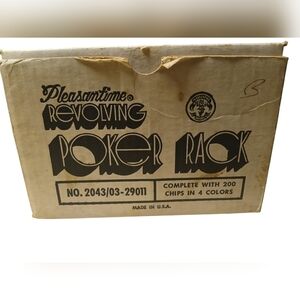 Pleasantime®
REVOLVING
POKER RACK
NO. 2043/03-29011
COMPLETE WITH 200
CHIPS IN 4 COLORS
MADE IN U.S.A.